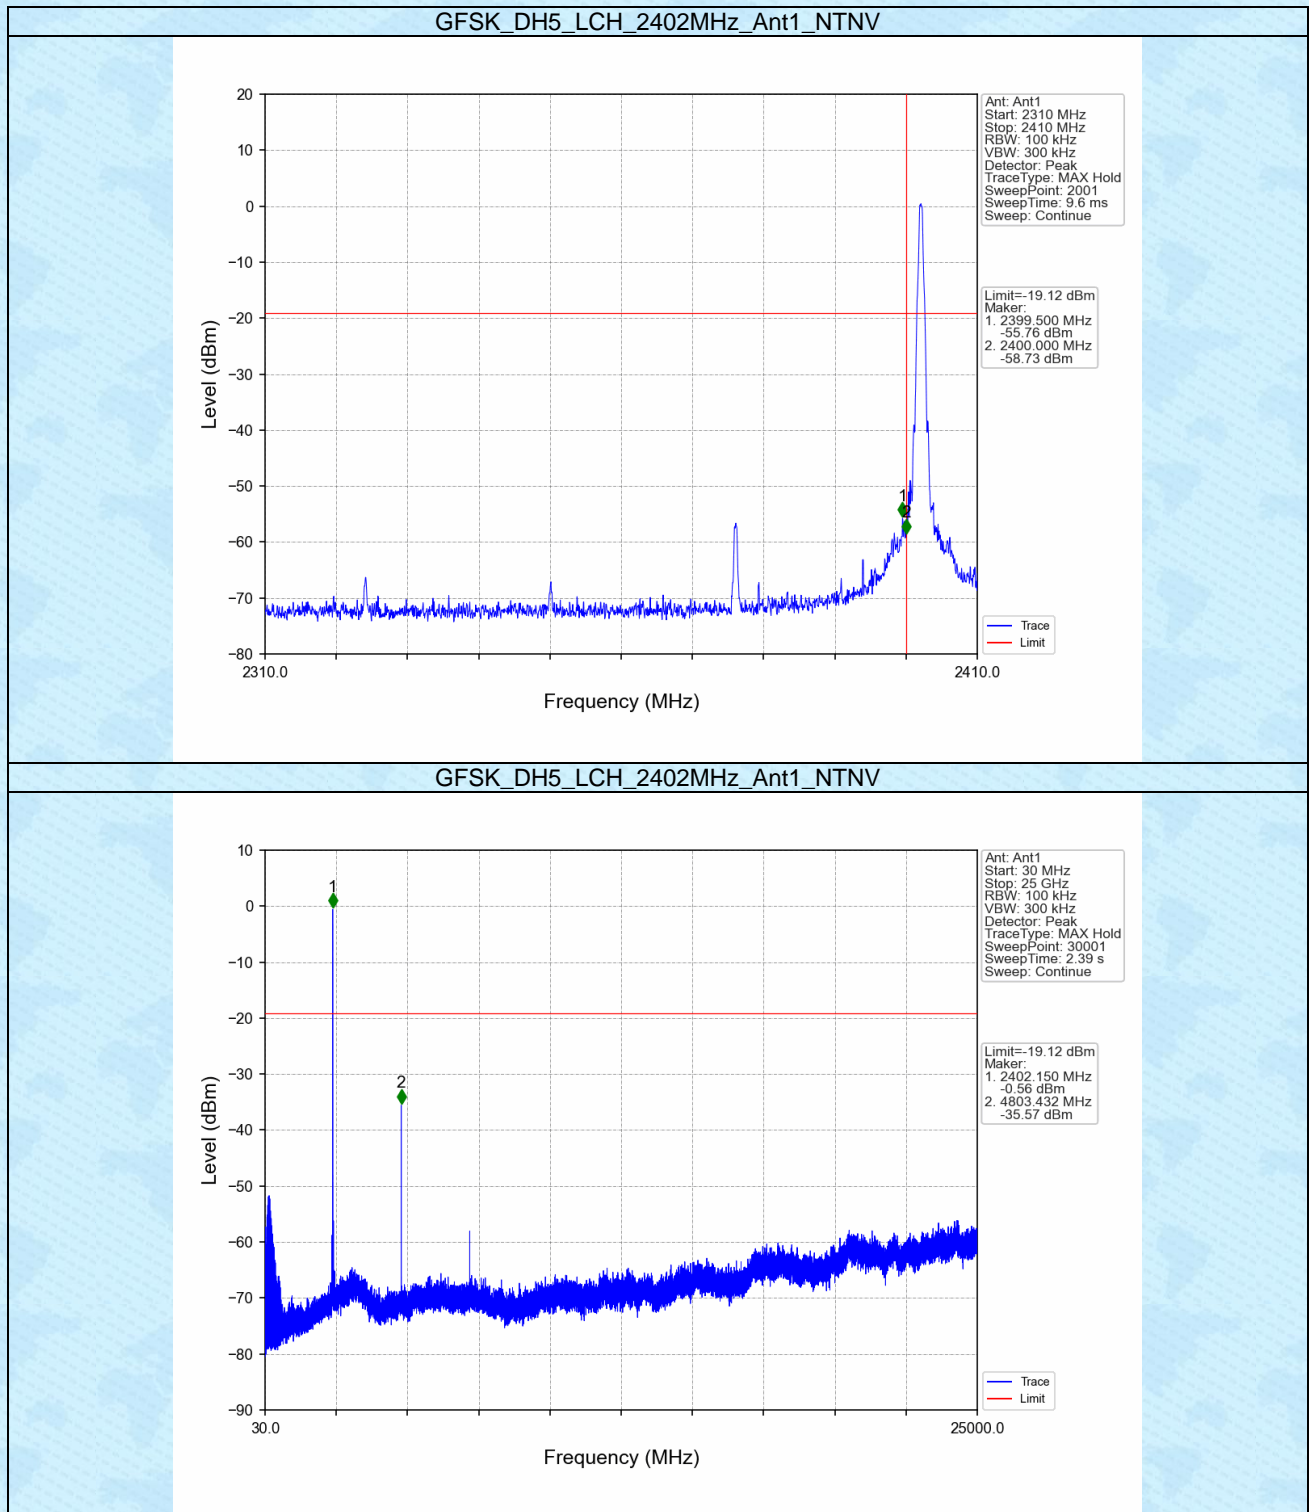 GFSK_DH5_LCH_2402MHz_Ant1_NTNV
20
10
0
−10
−20
−30
−40
−50
−60
−70
−80
Level (dBm)
2310.0
2410.0
Frequency (MHz)
1
2
Ant: Ant1
Start: 2310 MHz
Stop: 2410 MHz
RBW: 100 kHz
VBW: 300 kHz
Detector: Peak
TraceType: MAX Hold
SweepPoint: 2001
SweepTime: 9.6 ms
Sweep: Continue
Limit=-19.12 dBm
Maker:
1. 2399.500 MHz
-55.76 dBm
2. 2400.000 MHz
-58.73 dBm
Trace
Limit
GFSK_DH5_LCH_2402MHz_Ant1_NTNV
10
0
−10
−20
−30
−40
−50
−60
−70
−80
−90
Level (dBm)
30.0
25000.0
Frequency (MHz)
1
2
Ant: Ant1
Start: 30 MHz
Stop: 25 GHz
RBW: 100 kHz
VBW: 300 kHz
Detector: Peak
TraceType: MAX Hold
SweepPoint: 30001
SweepTime: 2.39 s
Sweep: Continue
Limit=-19.12 dBm
Maker:
1. 2402.150 MHz
-0.56 dBm
2. 4803.432 MHz
-35.57 dBm
Trace
Limit